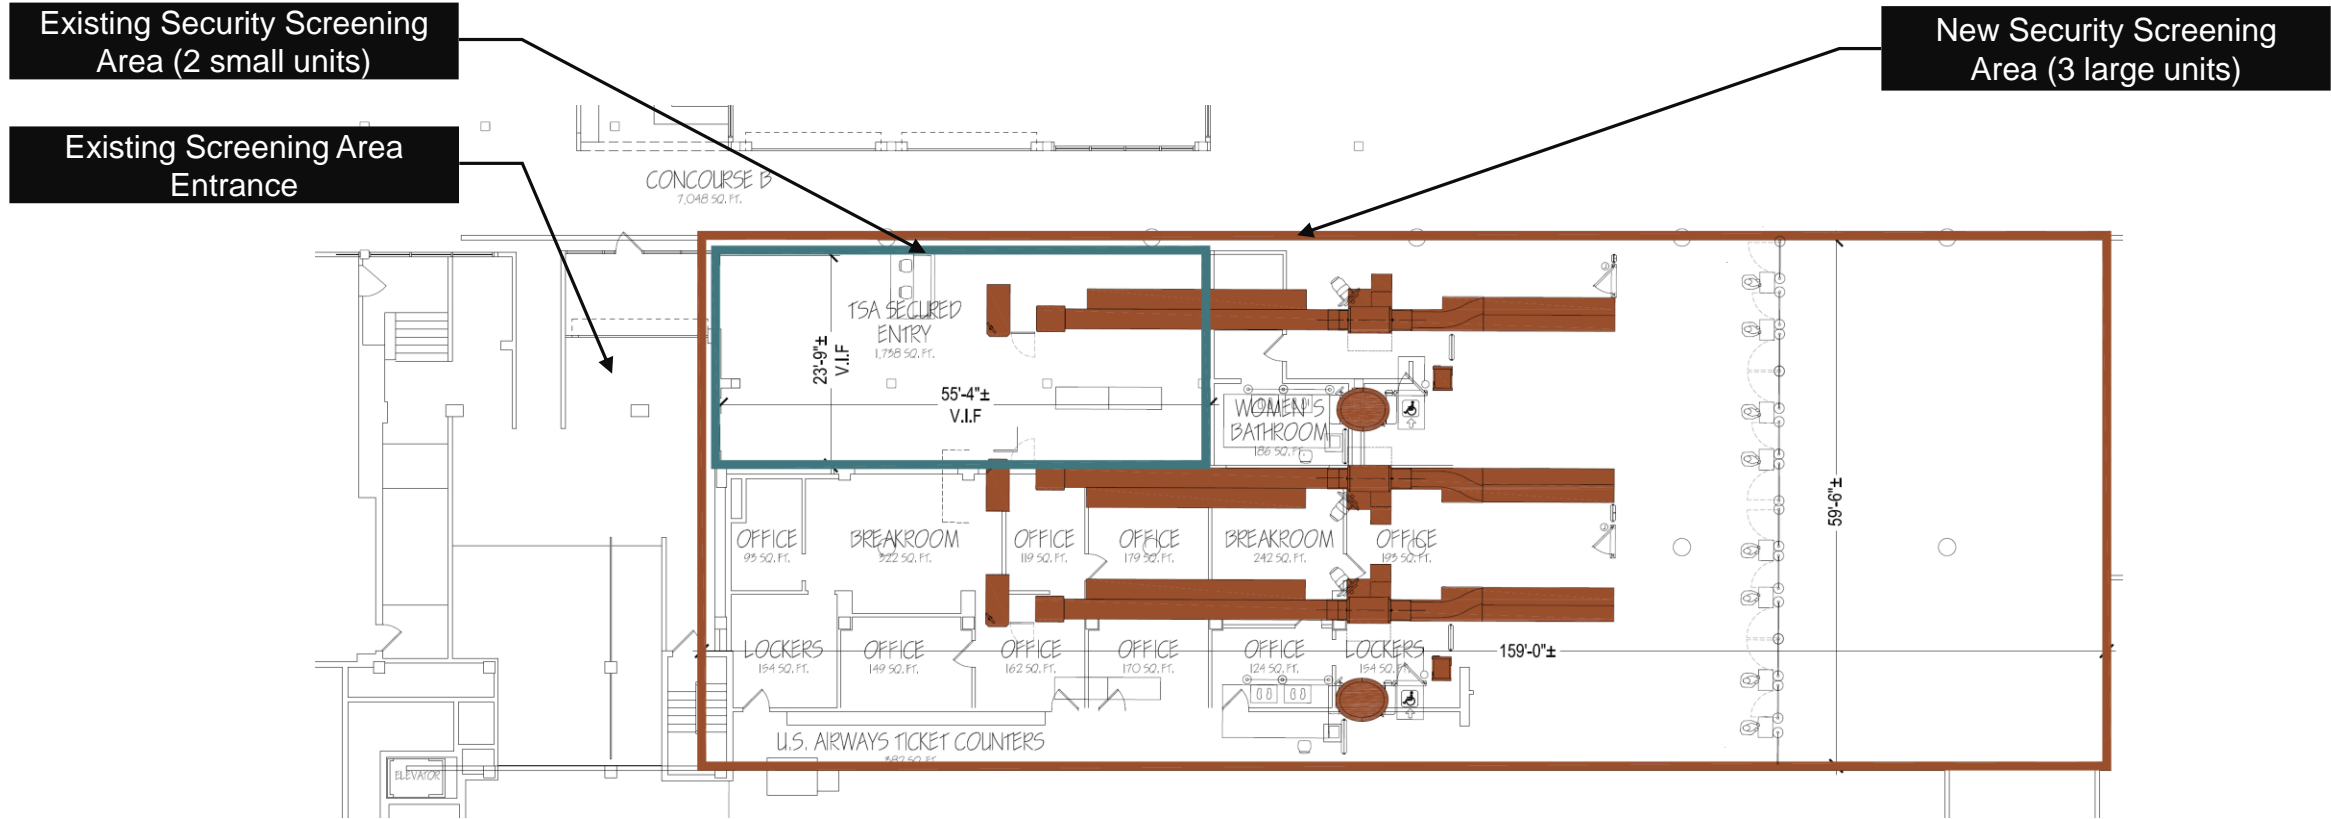 Existing Security Screening
Area (2 small units)
New Security Screening
Area (3 large units)
Existing Screening Area
Entrance
CONCOURSE B
7,048 SQ. FT.
TSA SECURED
ENTRY
1,738 SQ. FT.
23'-9"±
V.I.F
55'-4"±
V.I.F
WOMEN'S
BATHROOM
186 SQ. FT.
59'-6"±
OFFICE
93 SQ. FT.
BREAKROOM
322 SQ. FT.
OFFICE
119 SQ. FT.
OFFICE
179 SQ. FT.
BREAKROOM
242 SQ. FT.
OFFICE
193 SQ. FT.
LOCKERS
154 SQ. FT.
OFFICE
149 SQ. FT.
OFFICE
162 SQ. FT.
OFFICE
170 SQ. FT.
OFFICE
124 SQ. FT.
LOCKERS
154 SQ. FT.
159'-0"±
U.S. AIRWAYS TICKET COUNTERS
382 SQ. FT.
ELEVATOR